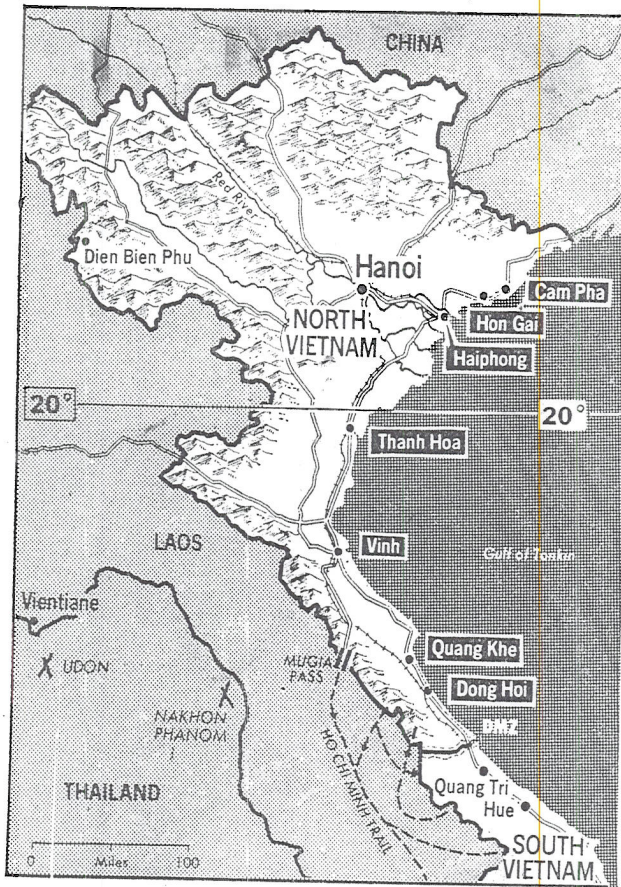 CHINA
Red River
Dien Bien Phu
Hanoi
Cam Pha
NORTH
VIETNAM
Hon Gai
Haiphong
20°
20°
Thanh Hoa
LAOS
Vinh
Gulf of Tonkin
Vientiane
UDON
MUGIA
PASS
Quang Khe
NAKHON
PHANOM
Dong Hoi
DMZ
HO CHI MINH TRAIL
THAILAND
Quang Tri
Hue
0 Miles 100
SOUTH
VIETNAM